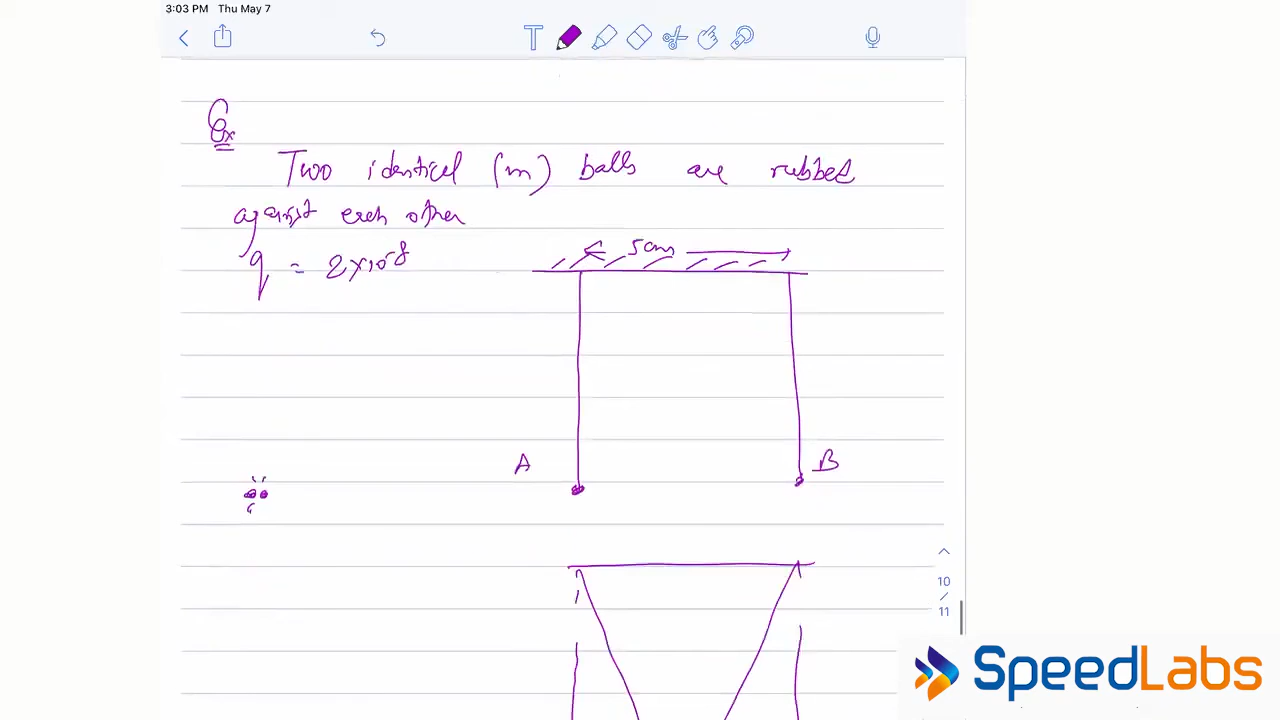 3:03 PM Thu May 7
Ex
Two identical (m) balls are rubbed
against each other
q = 2×10⁻⁸
5cm
A
B
10
/
11
SpeedLabs